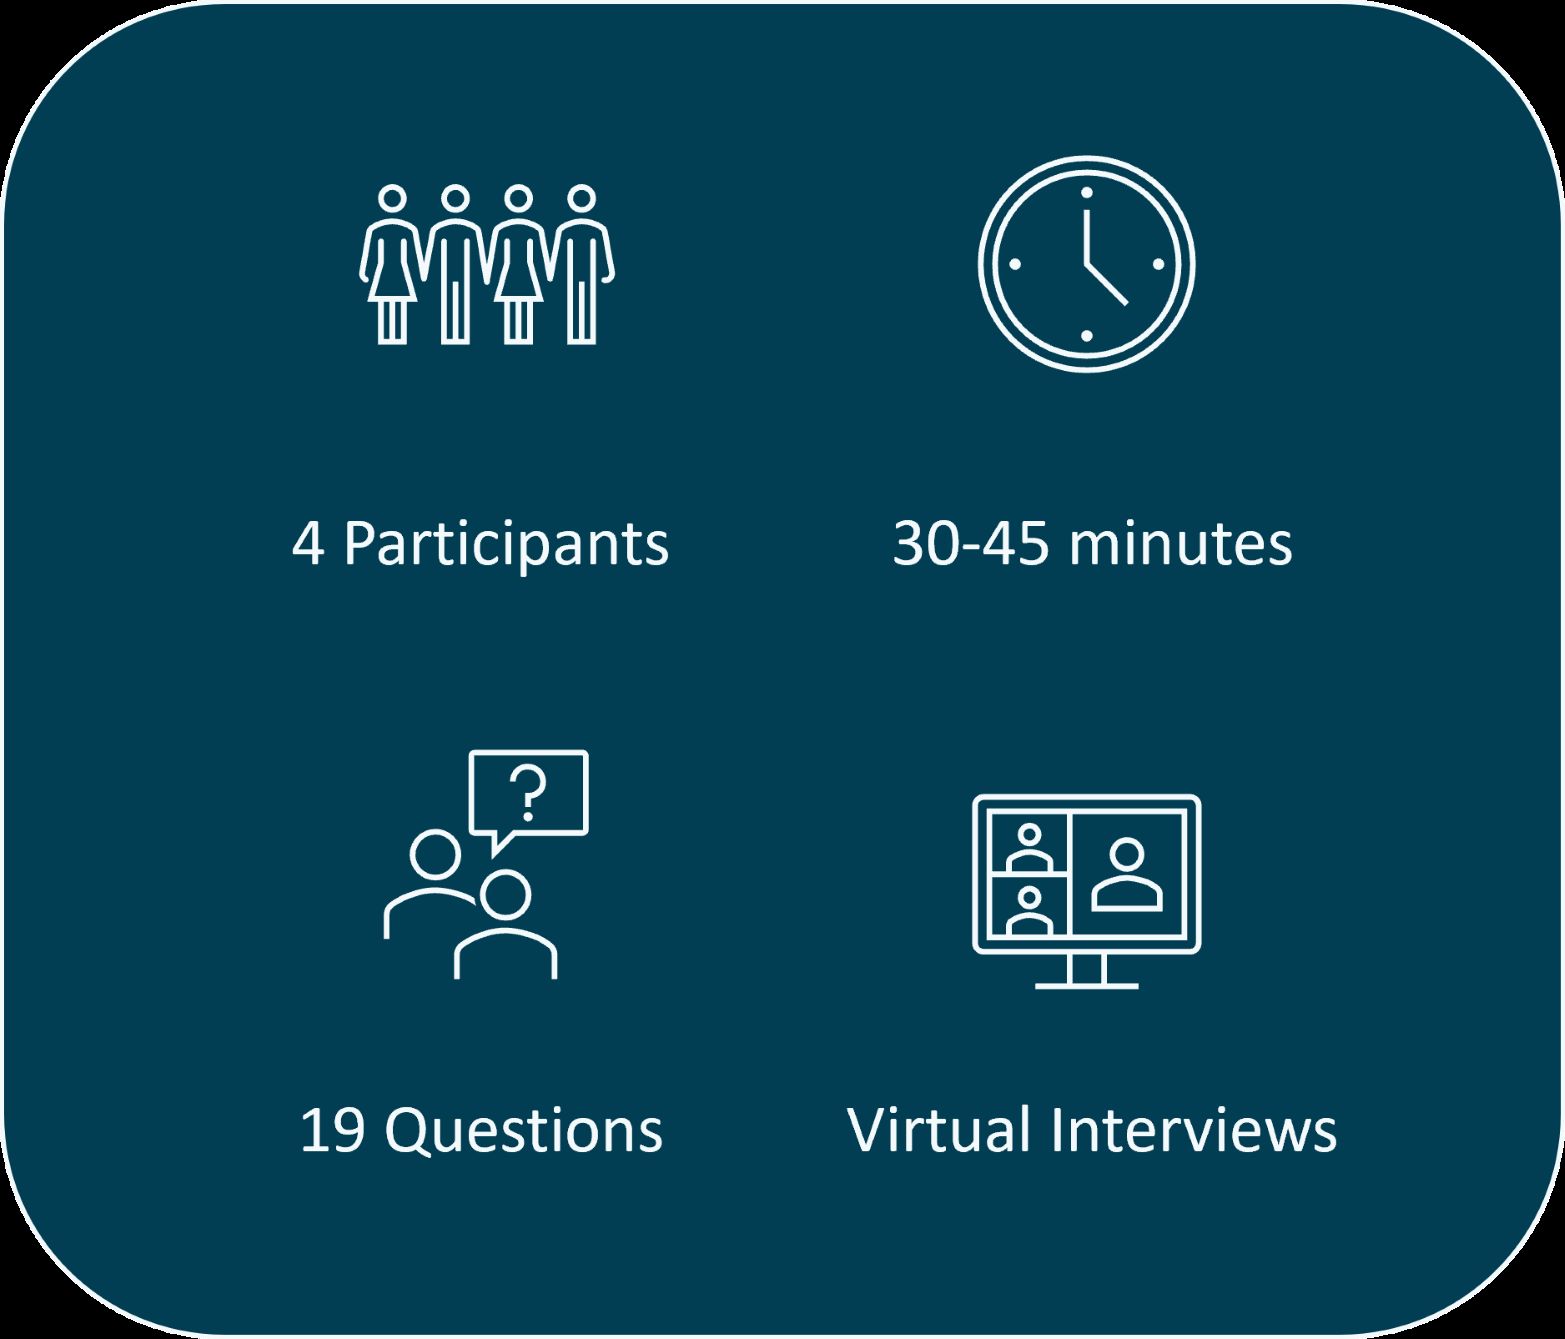 4 Participants
30-45 minutes
?
19 Questions
Virtual Interviews